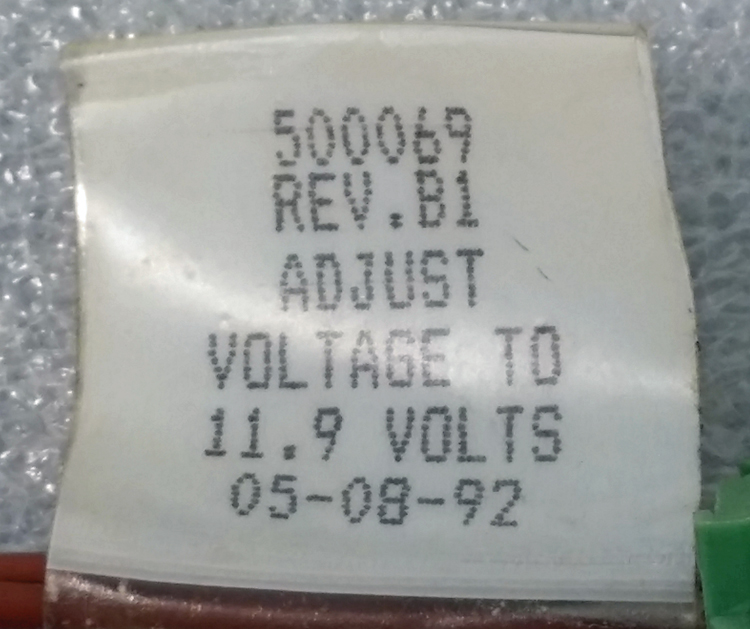 500069
REV.B1
ADJUST
VOLTAGE TO
11.9 VOLTS
05-08-92